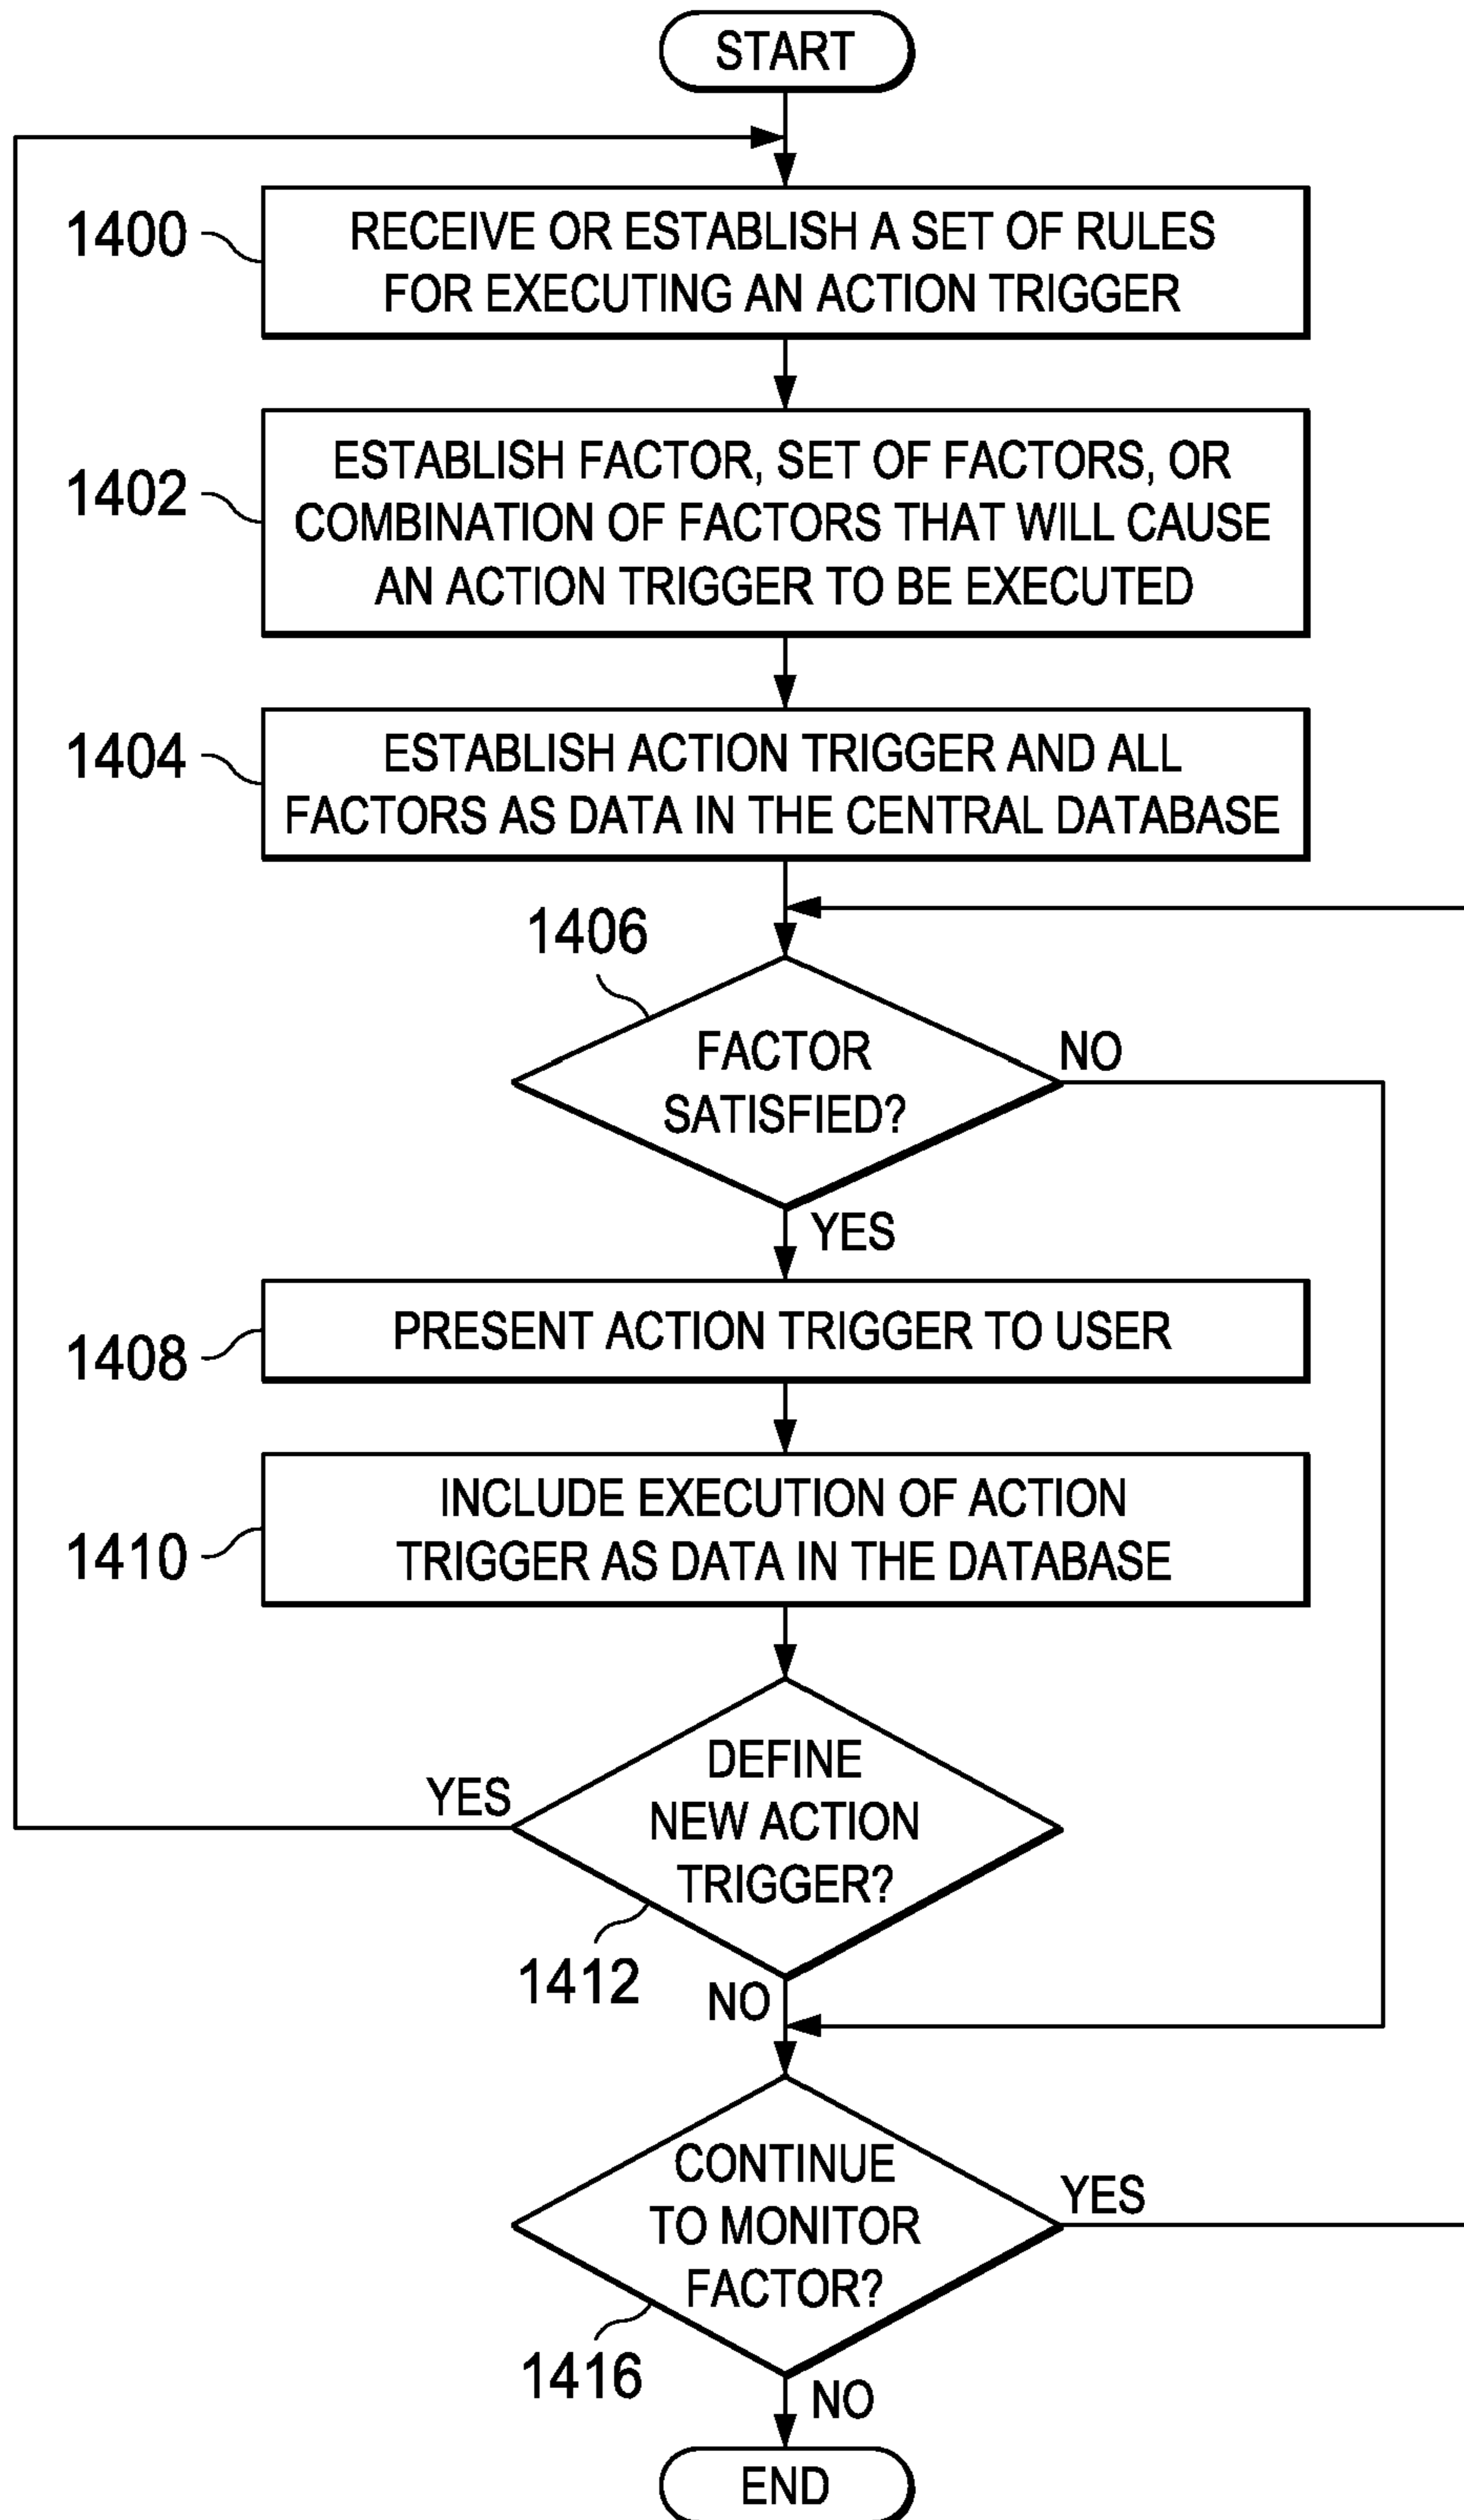 START
1400
RECEIVE OR ESTABLISH A SET OF RULES
FOR EXECUTING AN ACTION TRIGGER
1402
ESTABLISH FACTOR, SET OF FACTORS, OR
COMBINATION OF FACTORS THAT WILL CAUSE
AN ACTION TRIGGER TO BE EXECUTED
1404
ESTABLISH ACTION TRIGGER AND ALL
FACTORS AS DATA IN THE CENTRAL DATABASE
1406
FACTOR
SATISFIED?
NO
YES
1408
PRESENT ACTION TRIGGER TO USER
1410
INCLUDE EXECUTION OF ACTION
TRIGGER AS DATA IN THE DATABASE
YES
DEFINE
NEW ACTION
TRIGGER?
1412
NO
CONTINUE
TO MONITOR
FACTOR?
YES
1416
NO
END